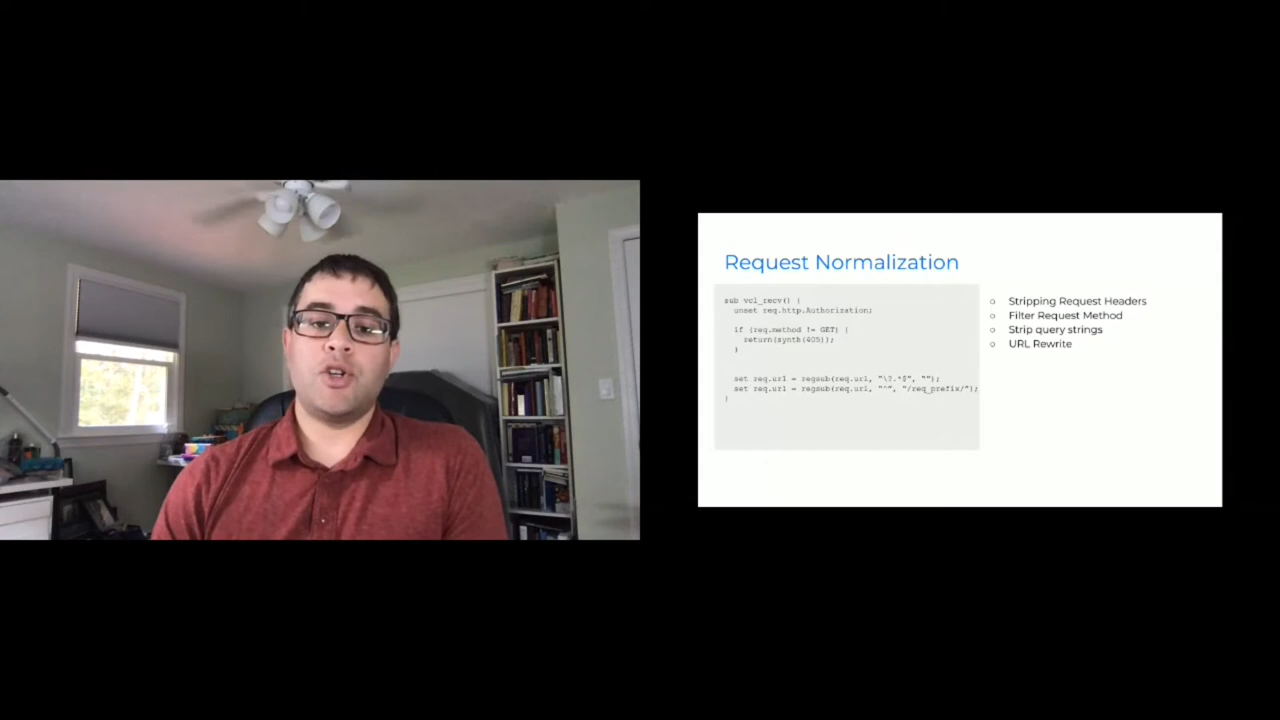 Request Normalization
sub vcl_recv() {
unset req.http.Authorization;
if (req.method != GET) {
return(synth(405));
}
set req.url = regsub(req.url, "\?.*$", "");
set req.url = regsub(req.url, "^", "/req_prefix/");
}
○ Stripping Request Headers
○ Filter Request Method
○ Strip query strings
○ URL Rewrite